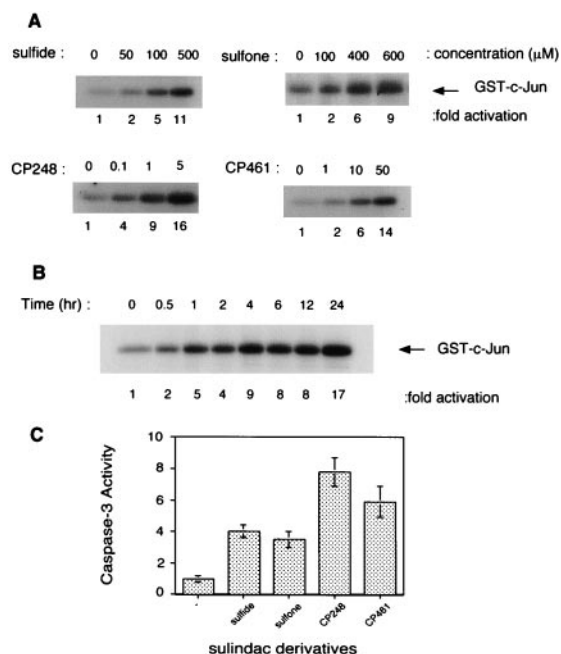 A
sulfide : 0 50 100 500
sulfone : 0 100 400 600 : concentration (μM)
GST-c-Jun
1 2 5 11
1 2 6 9 :fold activation
CP248 : 0 0.1 1 5
CP461 : 0 1 10 50
1 4 9 16
1 2 6 14
B
Time (hr) : 0 0.5 1 2 4 6 12 24
GST-c-Jun
1 2 5 4 9 8 8 17 :fold activation
C
Caspase-3 Activity
10
8
6
4
2
0
- sulfide sulfone CP248 CP461
sulindac derivatives